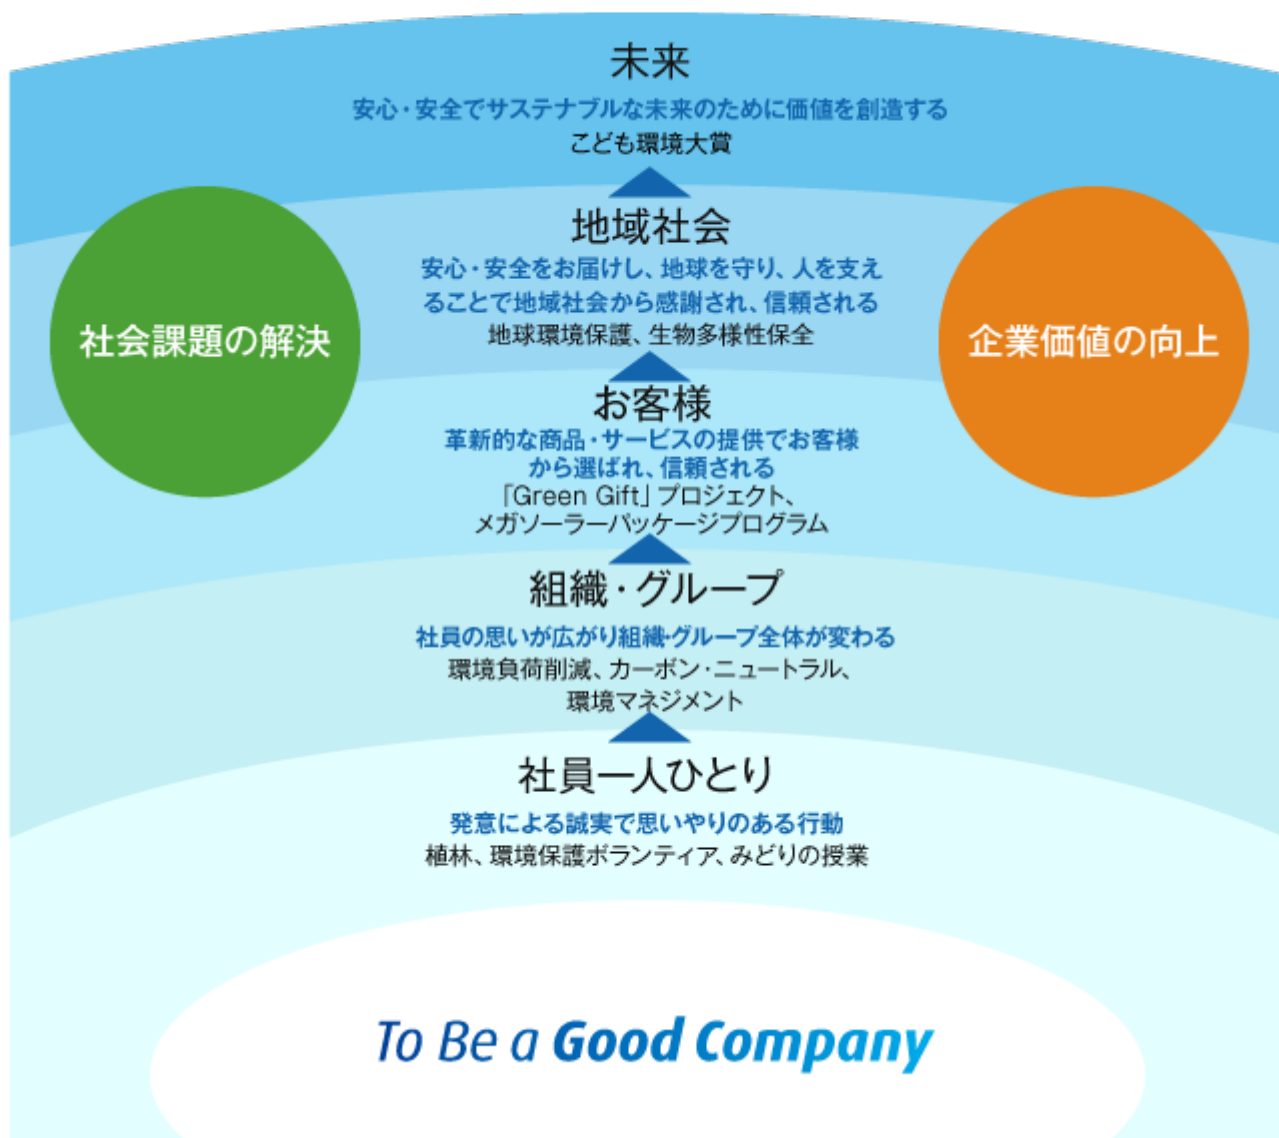 未来
安心・安全でサステナブルな未来のために価値を創造する
こども環境大賞
地域社会
安心・安全をお届けし、地球を守り、人を支え
ることで地域社会から感謝され、信頼される
地球環境保護、生物多様性保全
社会課題の解決
企業価値の向上
お客様
革新的な商品・サービスの提供でお客様
から選ばれ、信頼される
「Green Gift」プロジェクト、
メガソーラーパッケージプログラム
組織・グループ
社員の思いが広がり組織・グループ全体が変わる
環境負荷削減、カーボン・ニュートラル、
環境マネジメント
社員一人ひとり
発意による誠実で思いやりのある行動
植林、環境保護ボランティア、みどりの授業
To Be a Good Company